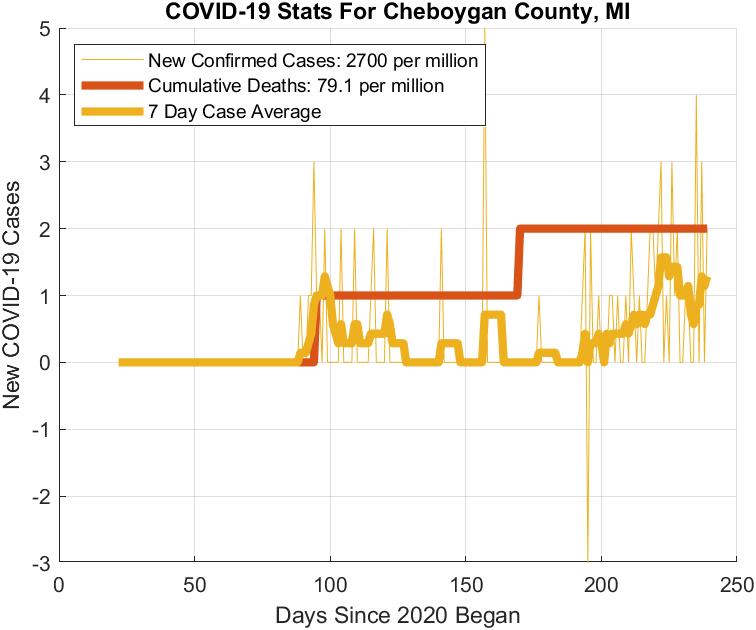 COVID-19 Stats For Cheboygan County, MI
New Confirmed Cases: 2700 per million
Cumulative Deaths: 79.1 per million
7 Day Case Average
New COVID-19 Cases
5
4
3
2
1
0
-1
-2
-3
0 50 100 150 200 250
Days Since 2020 Began